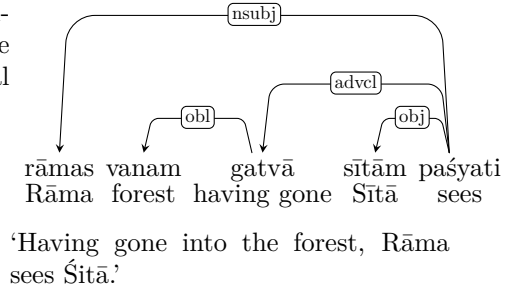 nsubj
advcl
obl obj
rāmas vanam gatvā sītām paśyati
Rāma forest having gone Sītā sees
‘Having gone into the forest, Rāma
sees Śitā.’